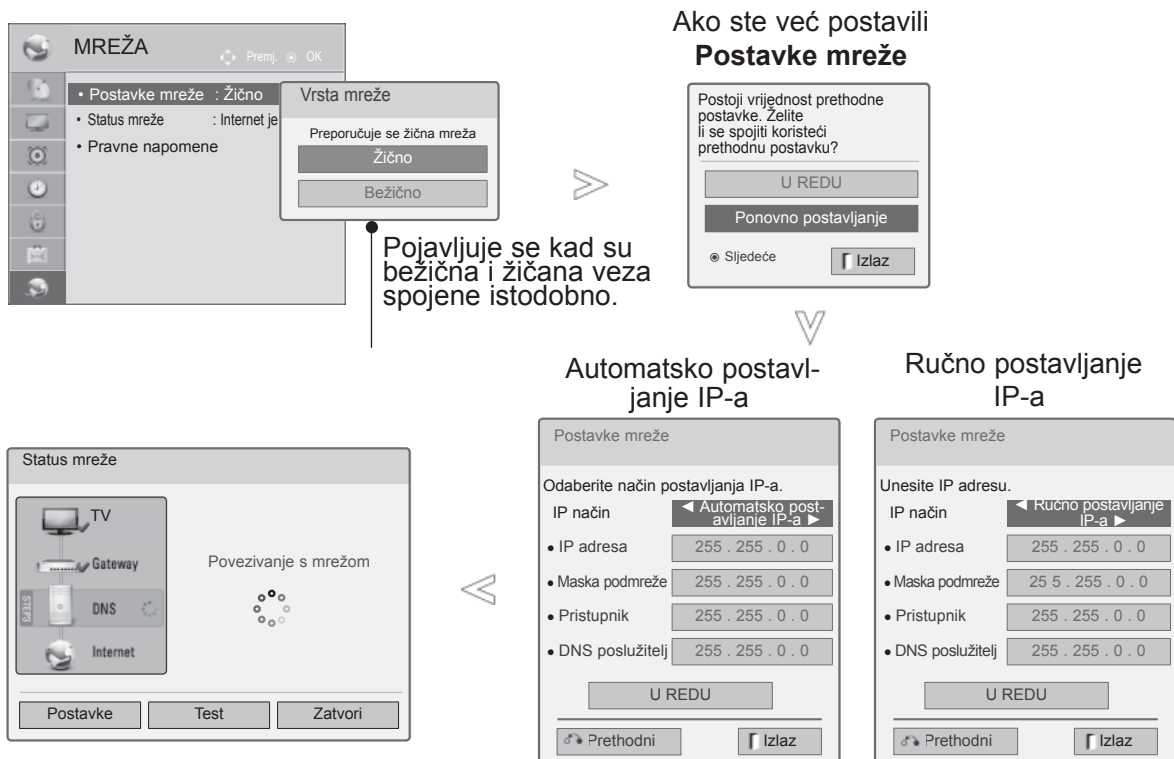 MREŽA
Premj. OK
• Postavke mreže : Žično
• Status mreže : Internet je
• Pravne napomene
Vrsta mreže
Preporučuje se žična mreža
Žično
Bežično
Pojavljuje se kad su
bežična i žičana veza
spojene istodobno.
Ako ste već postavili
Postavke mreže
Postoji vrijednost prethodne
postavke. Želite
li se spojiti koristeći
prethodnu postavku?
U REDU
Ponovno postavljanje
◉ Sljedeće
Izlaz
Automatsko postavl-
janje IP-a
Postavke mreže
Odaberite način postavljanja IP-a.
IP način
◄ Automatsko post-
avljanje IP-a ►
• IP adresa 255 . 255 . 0 . 0
• Maska podmreže 255 . 255 . 0 . 0
• Pristupnik 255 . 255 . 0 . 0
• DNS poslužitelj 255 . 255 . 0 . 0
U REDU
Prethodni
Izlaz
Ručno postavljanje
IP-a
Postavke mreže
Unesite IP adresu.
IP način
◄ Ručno postavljanje
IP-a ►
• IP adresa 255 . 255 . 0 . 0
• Maska podmreže 25 5 . 255 . 0 . 0
• Pristupnik 255 . 255 . 0 . 0
• DNS poslužitelj 255 . 255 . 0 . 0
U REDU
Prethodni
Izlaz
Status mreže
TV
Gateway
STEP3
DNS
Internet
Povezivanje s mrežom
Postavke
Test
Zatvori